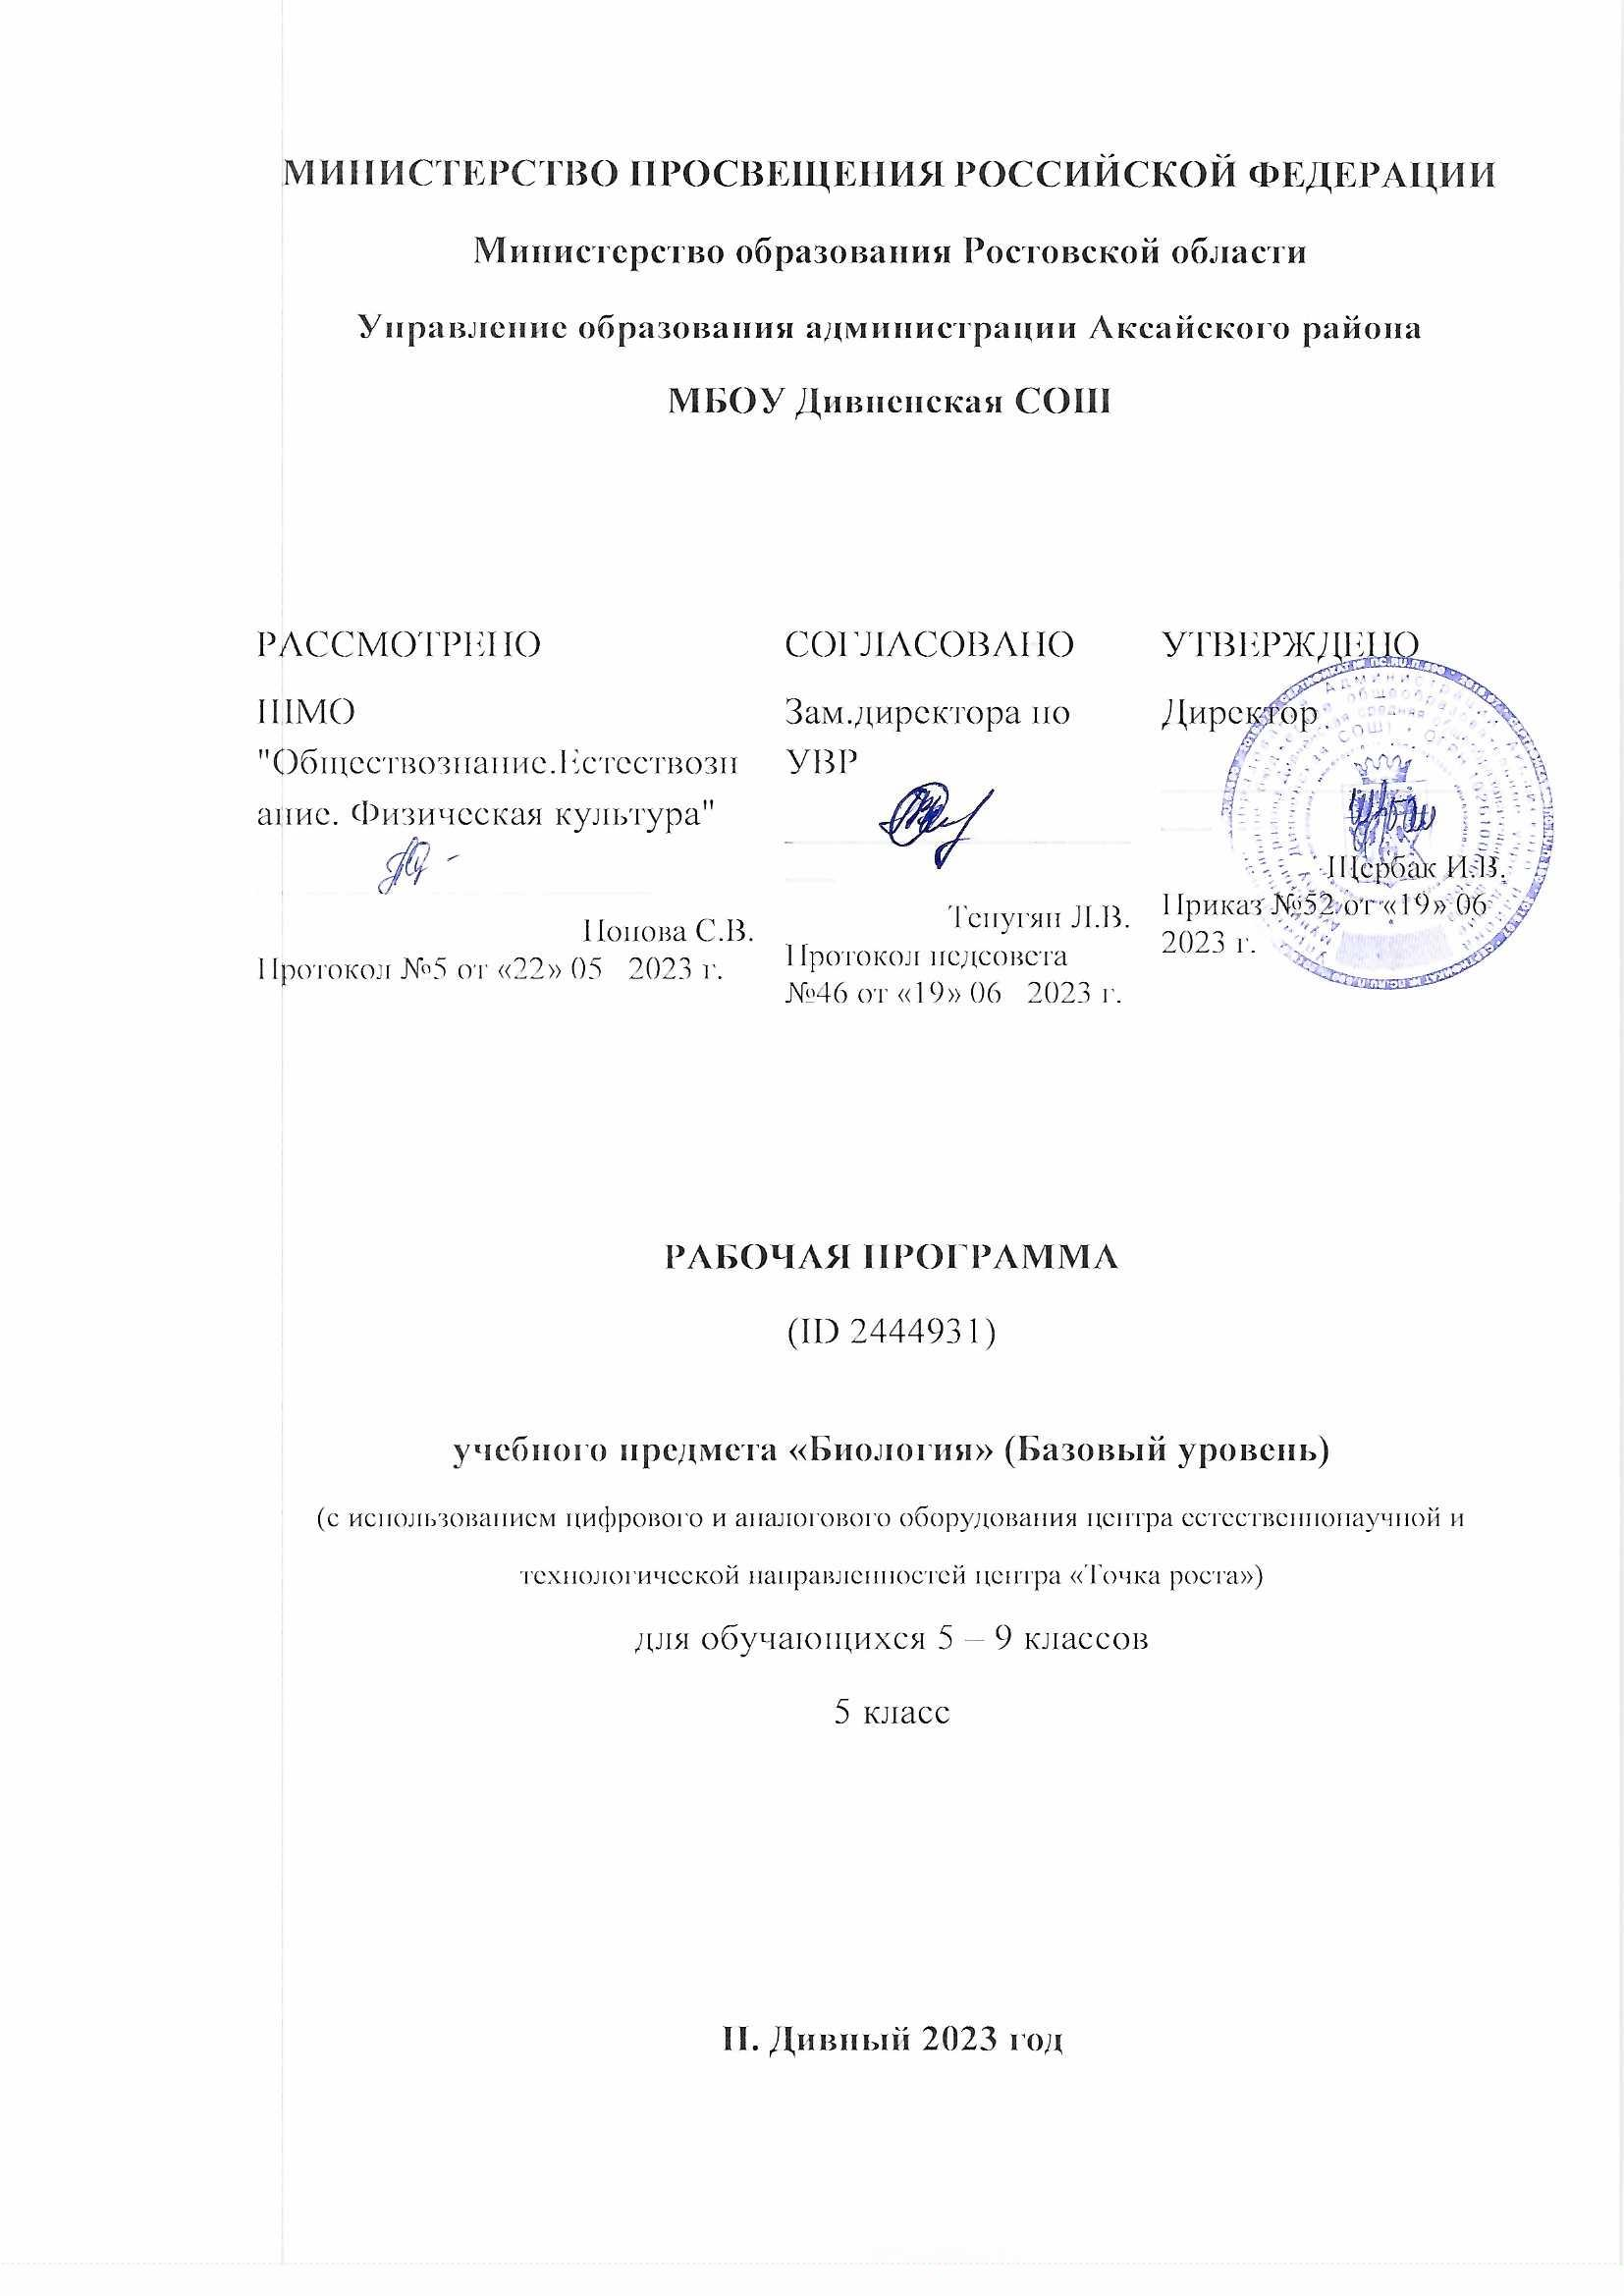 МИНИСТЕРСТВО ПРОСВЕЩЕНИЯ РОССИЙСКОЙ ФЕДЕРАЦИИ
Министерство образования Ростовской области
Управление образования администрации Аксайского района
МБОУ Дивненская СОШ
РАССМОТРЕНО
ШМО
"Обществознание.Естествозн
ание. Физическая культура"
Попова С.В.
Протокол №5 от «22» 05 2023 г.
СОГЛАСОВАНО
Зам.директора по
УВР
Тепугян Л.В.
Протокол педсовета
№46 от «19» 06 2023 г.
УТВЕРЖДЕНО
Директор
Щербак И.В.
Приказ №52 от «19» 06
2023 г.
РАБОЧАЯ ПРОГРАММА
(ID 2444931)
учебного предмета «Биология» (Базовый уровень)
(с использованием цифрового и аналогового оборудования центра естественнонаучной и
технологической направленностей центра «Точка роста»)
для обучающихся 5 – 9 классов
5 класс
П. Дивный 2023 год